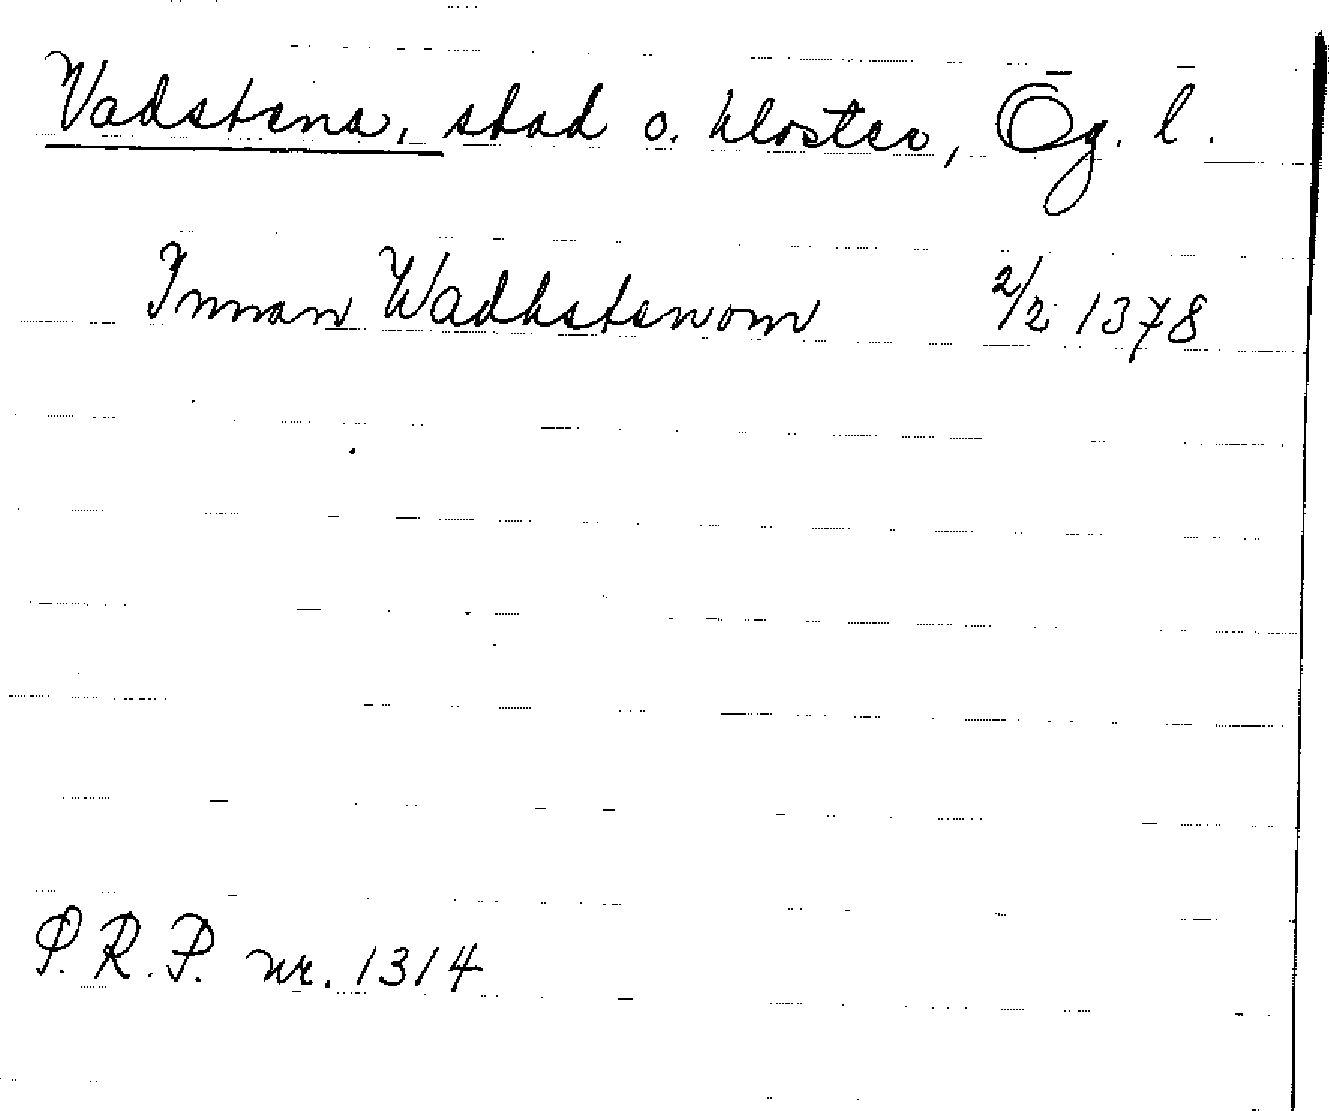 Vadstena, stad o. kloster, Ög. l.
Innan Wadhstenom 2/2 1378
P.R.P. nr. 1314